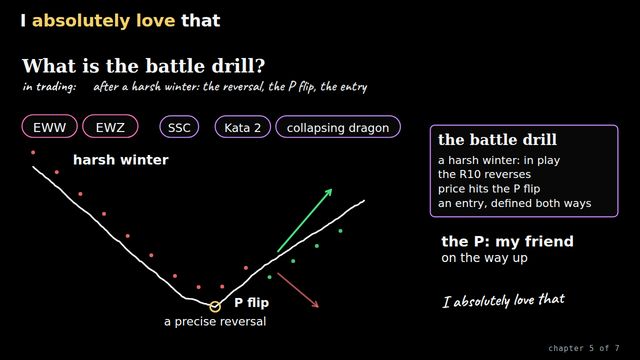 I absolutely love that
What is the battle drill?
in trading: after a harsh winter: the reversal, the P flip, the entry
EWW EWZ SSC Kata 2 collapsing dragon
harsh winter
the battle drill
a harsh winter: in play
the R10 reverses
price hits the P flip
an entry, defined both ways
the P: my friend
on the way up
P flip
a precise reversal
I absolutely love that
chapter 5 of 7